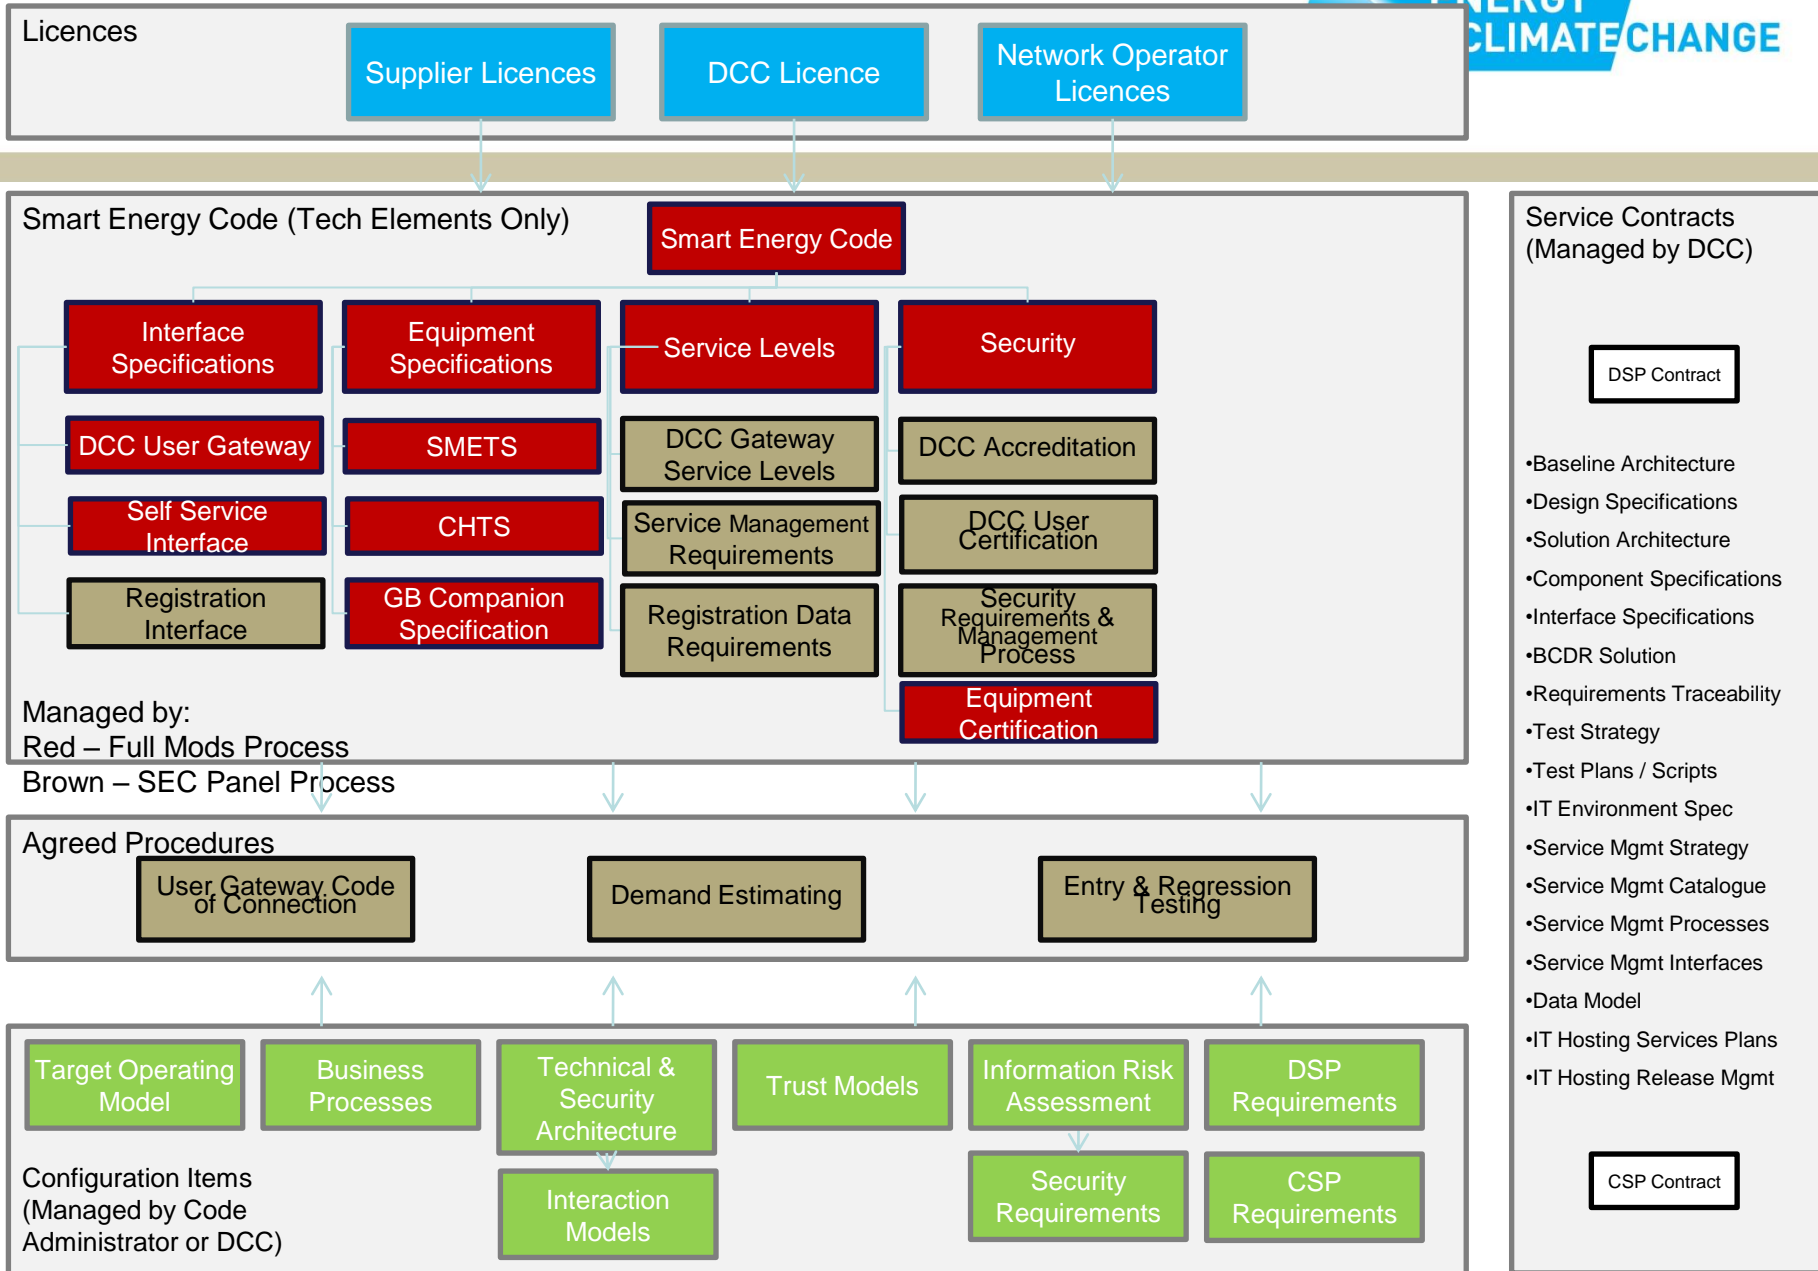 ENERGY
CLIMATE CHANGE
Licences
Supplier Licences
DCC Licence
Network Operator
Licences
Smart Energy Code (Tech Elements Only)
Smart Energy Code
Interface
Specifications
Equipment
Specifications
Service Levels
Security
DCC User Gateway
SMETS
DCC Gateway
Service Levels
DCC Accreditation
Self Service
Interface
CHTS
Service Management
Requirements
DCC User
Certification
Registration
Interface
GB Companion
Specification
Registration Data
Requirements
Security
Requirements &
Management
Process
Equipment
Certification
Managed by:
Red – Full Mods Process
Brown – SEC Panel Process
Agreed Procedures
User Gateway Code
of Connection
Demand Estimating
Entry & Regression
Testing
Target Operating
Model
Business
Processes
Technical &
Security
Architecture
Trust Models
Information Risk
Assessment
DSP
Requirements
Interaction
Models
Security
Requirements
CSP
Requirements
Configuration Items
(Managed by Code
Administrator or DCC)
Service Contracts
(Managed by DCC)
DSP Contract
•Baseline Architecture
•Design Specifications
•Solution Architecture
•Component Specifications
•Interface Specifications
•BCDR Solution
•Requirements Traceability
•Test Strategy
•Test Plans / Scripts
•IT Environment Spec
•Service Mgmt Strategy
•Service Mgmt Catalogue
•Service Mgmt Processes
•Service Mgmt Interfaces
•Data Model
•IT Hosting Services Plans
•IT Hosting Release Mgmt
CSP Contract